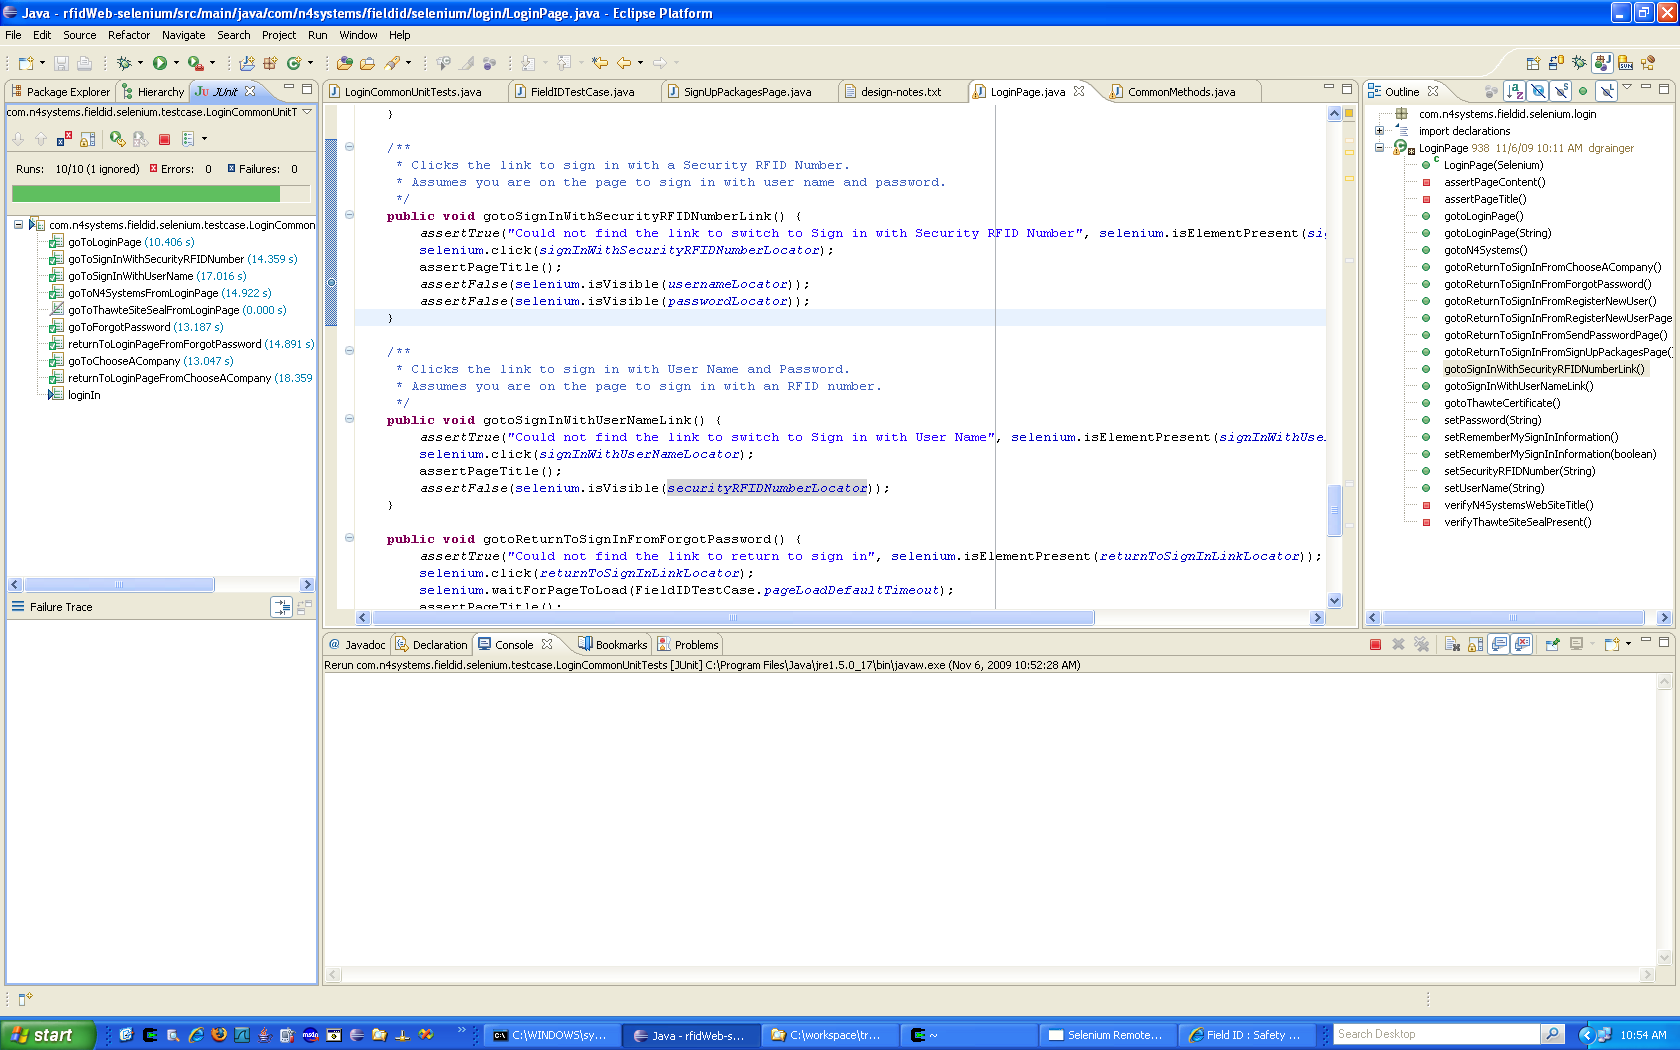 Java - rfidWeb-selenium/src/main/java/com/n4systems/fieldid/selenium/login/LoginPage.java - Eclipse Platform
File Edit Source Refactor Navigate Search Project Run Window Help
Package Explorer Hierarchy JUnit
com.n4systems.fieldid.selenium.testcase.LoginCommonUnitT
Runs: 10/10 (1 ignored) Errors: 0 Failures: 0
com.n4systems.fieldid.selenium.testcase.LoginCommon
goToLoginPage (10.406 s)
goToSignInWithSecurityRFIDNumber (14.359 s)
goToSignInWithUserName (17.016 s)
goToN4SystemsFromLoginPage (14.922 s)
goToThawteSiteSealFromLoginPage (0.000 s)
goToForgotPassword (13.187 s)
returnToLoginPageFromForgotPassword (14.891 s)
goToChooseACompany (13.047 s)
returnToLoginPageFromChooseACompany (18.359
loginIn
Failure Trace
LoginCommonUnitTests.java FieldIDTestCase.java SignUpPackagesPage.java design-notes.txt LoginPage.java CommonMethods.java
}
/**
* Clicks the link to sign in with a Security RFID Number.
* Assumes you are on the page to sign in with user name and password.
*/
public void gotoSignInWithSecurityRFIDNumberLink() {
assertTrue("Could not find the link to switch to Sign in with Security RFID Number", selenium.isElementPresent(si
selenium.click(signInWithSecurityRFIDNumberLocator);
assertPageTitle();
assertFalse(selenium.isVisible(usernameLocator));
assertFalse(selenium.isVisible(passwordLocator));
}
/**
* Clicks the link to sign in with User Name and Password.
* Assumes you are on the page to sign in with an RFID number.
*/
public void gotoSignInWithUserNameLink() {
assertTrue("Could not find the link to switch to Sign in with User Name", selenium.isElementPresent(signInWithUse
selenium.click(signInWithUserNameLocator);
assertPageTitle();
assertFalse(selenium.isVisible(securityRFIDNumberLocator));
}
public void gotoReturnToSignInFromForgotPassword() {
assertTrue("Could not find the link to return to sign in", selenium.isElementPresent(returnToSignInLinkLocator));
selenium.click(returnToSignInLinkLocator);
selenium.waitForPageToLoad(FieldIDTestCase.pageLoadDefaultTimeout);
assertPageTitle();
Outline
com.n4systems.fieldid.selenium.login
import declarations
LoginPage 938 11/6/09 10:11 AM dgrainger
LoginPage(Selenium)
assertPageContent()
assertPageTitle()
gotoLoginPage()
gotoLoginPage(String)
gotoN4Systems()
gotoReturnToSignInFromChooseACompany()
gotoReturnToSignInFromForgotPassword()
gotoReturnToSignInFromRegisterNewUser()
gotoReturnToSignInFromRegisterNewUserPage
gotoReturnToSignInFromSendPasswordPage()
gotoReturnToSignInFromSignUpPackagesPage(
gotoSignInWithSecurityRFIDNumberLink()
gotoSignInWithUserNameLink()
gotoThawteCertificate()
setPassword(String)
setRememberMySignInInformation()
setRememberMySignInInformation(boolean)
setSecurityRFIDNumber(String)
setUserName(String)
verifyN4SystemsWebSiteTitle()
verifyThawteSiteSealPresent()
Javadoc Declaration Console Bookmarks Problems
Rerun com.n4systems.fieldid.selenium.testcase.LoginCommonUnitTests [JUnit] C:\Program Files\Java\jre1.5.0_17\bin\javaw.exe (Nov 6, 2009 10:52:28 AM)
start C:\WINDOWS\sy... Java - rfidWeb-s... C:\workspace\tr... ~ Selenium Remote... Field ID : Safety ... Search Desktop 10:54 AM